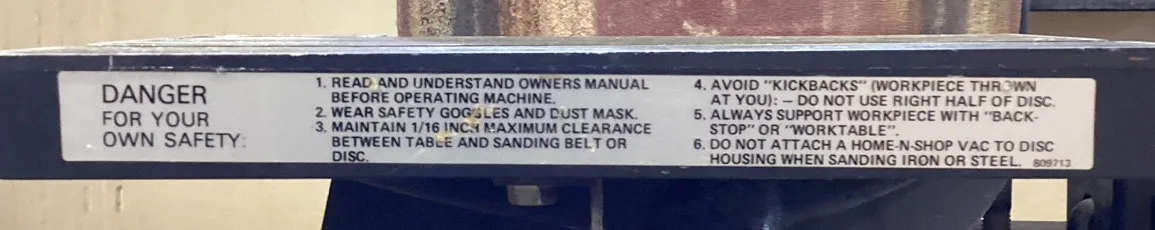 DANGER
FOR YOUR
OWN SAFETY:
1. READ AND UNDERSTAND OWNERS MANUAL
BEFORE OPERATING MACHINE.
2. WEAR SAFETY GOGGLES AND DUST MASK.
3. MAINTAIN 1/16 INCH MAXIMUM CLEARANCE
BETWEEN TABLE AND SANDING BELT OR
DISC.
4. AVOID "KICKBACKS" (WORKPIECE THROWN
AT YOU): — DO NOT USE RIGHT HALF OF DISC.
5. ALWAYS SUPPORT WORKPIECE WITH "BACK-
STOP" OR "WORKTABLE".
6. DO NOT ATTACH A HOME-N-SHOP VAC TO DISC
HOUSING WHEN SANDING IRON OR STEEL. 809713